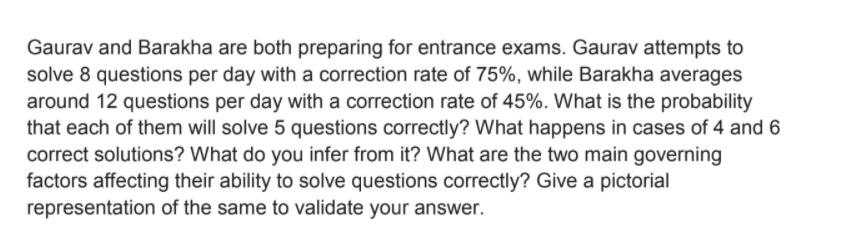 Gaurav and Barakha are both preparing for entrance exams. Gaurav attempts to
solve 8 questions per day with a correction rate of 75%, while Barakha averages
around 12 questions per day with a correction rate of 45%. What is the probability
that each of them will solve 5 questions correctly? What happens in cases of 4 and 6
correct solutions? What do you infer from it? What are the two main governing
factors affecting their ability to solve questions correctly? Give a pictorial
representation of the same to validate your answer.